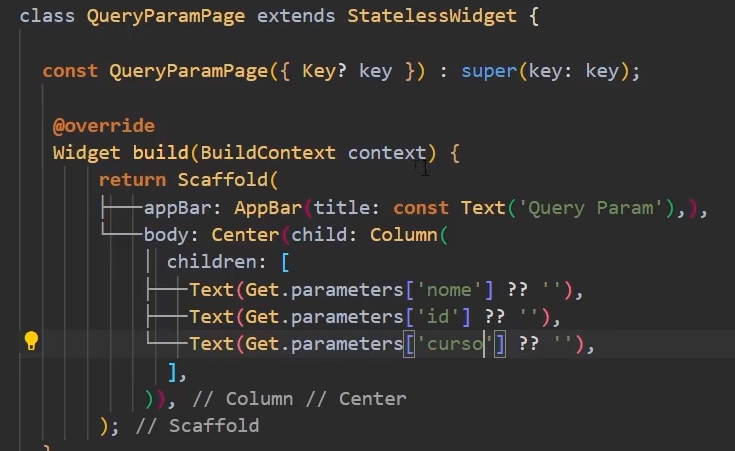 class QueryParamPage extends StatelessWidget {
const QueryParamPage({ Key? key }) : super(key: key);
@override
Widget build(BuildContext context) {
return Scaffold(
appBar: AppBar(title: const Text('Query Param'),),
body: Center(child: Column(
children: [
Text(Get.parameters['nome'] ?? ''),
Text(Get.parameters['id'] ?? ''),
Text(Get.parameters['curso'] ?? ''),
],
)), // Column // Center
); // Scaffold
}